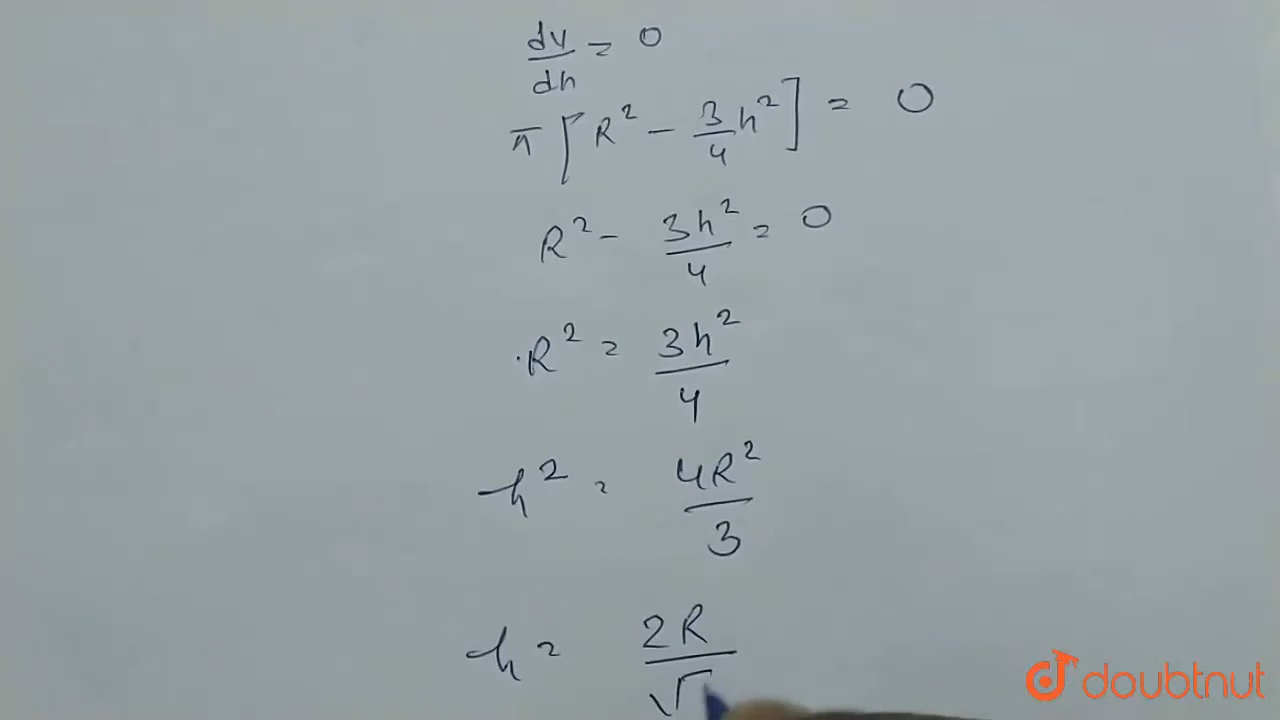 dv/dh = 0
π[R² - 3/4 h²] = 0
R² - 3h²/4 = 0
.R² = 3h²/4
h² = 4R²/3
h = 2R/√
doubtnut